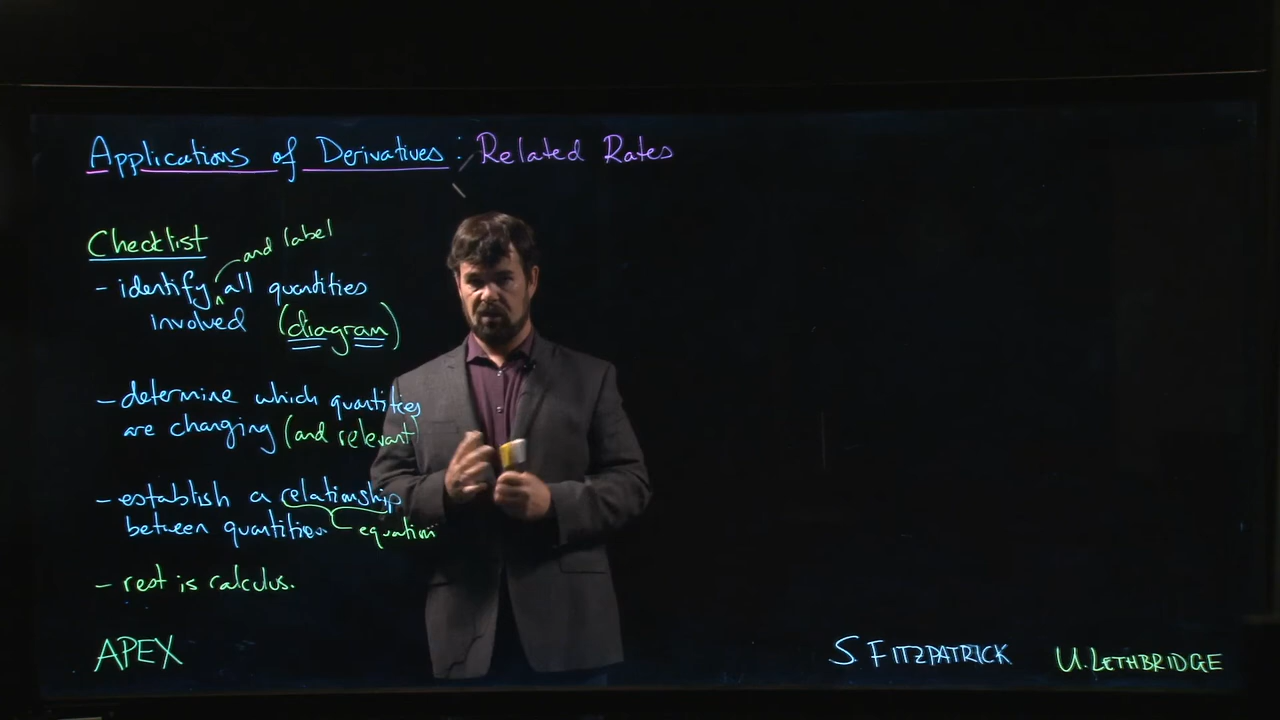 Applications of Derivatives: Related Rates
Checklist
and label
- identify all quantities
involved (diagram)
- determine which quantities
are changing (and relevant)
- establish a relationship
between quantities
equation
- rest is calculus.
APEX
S. FITZPATRICK
U. LETHBRIDGE